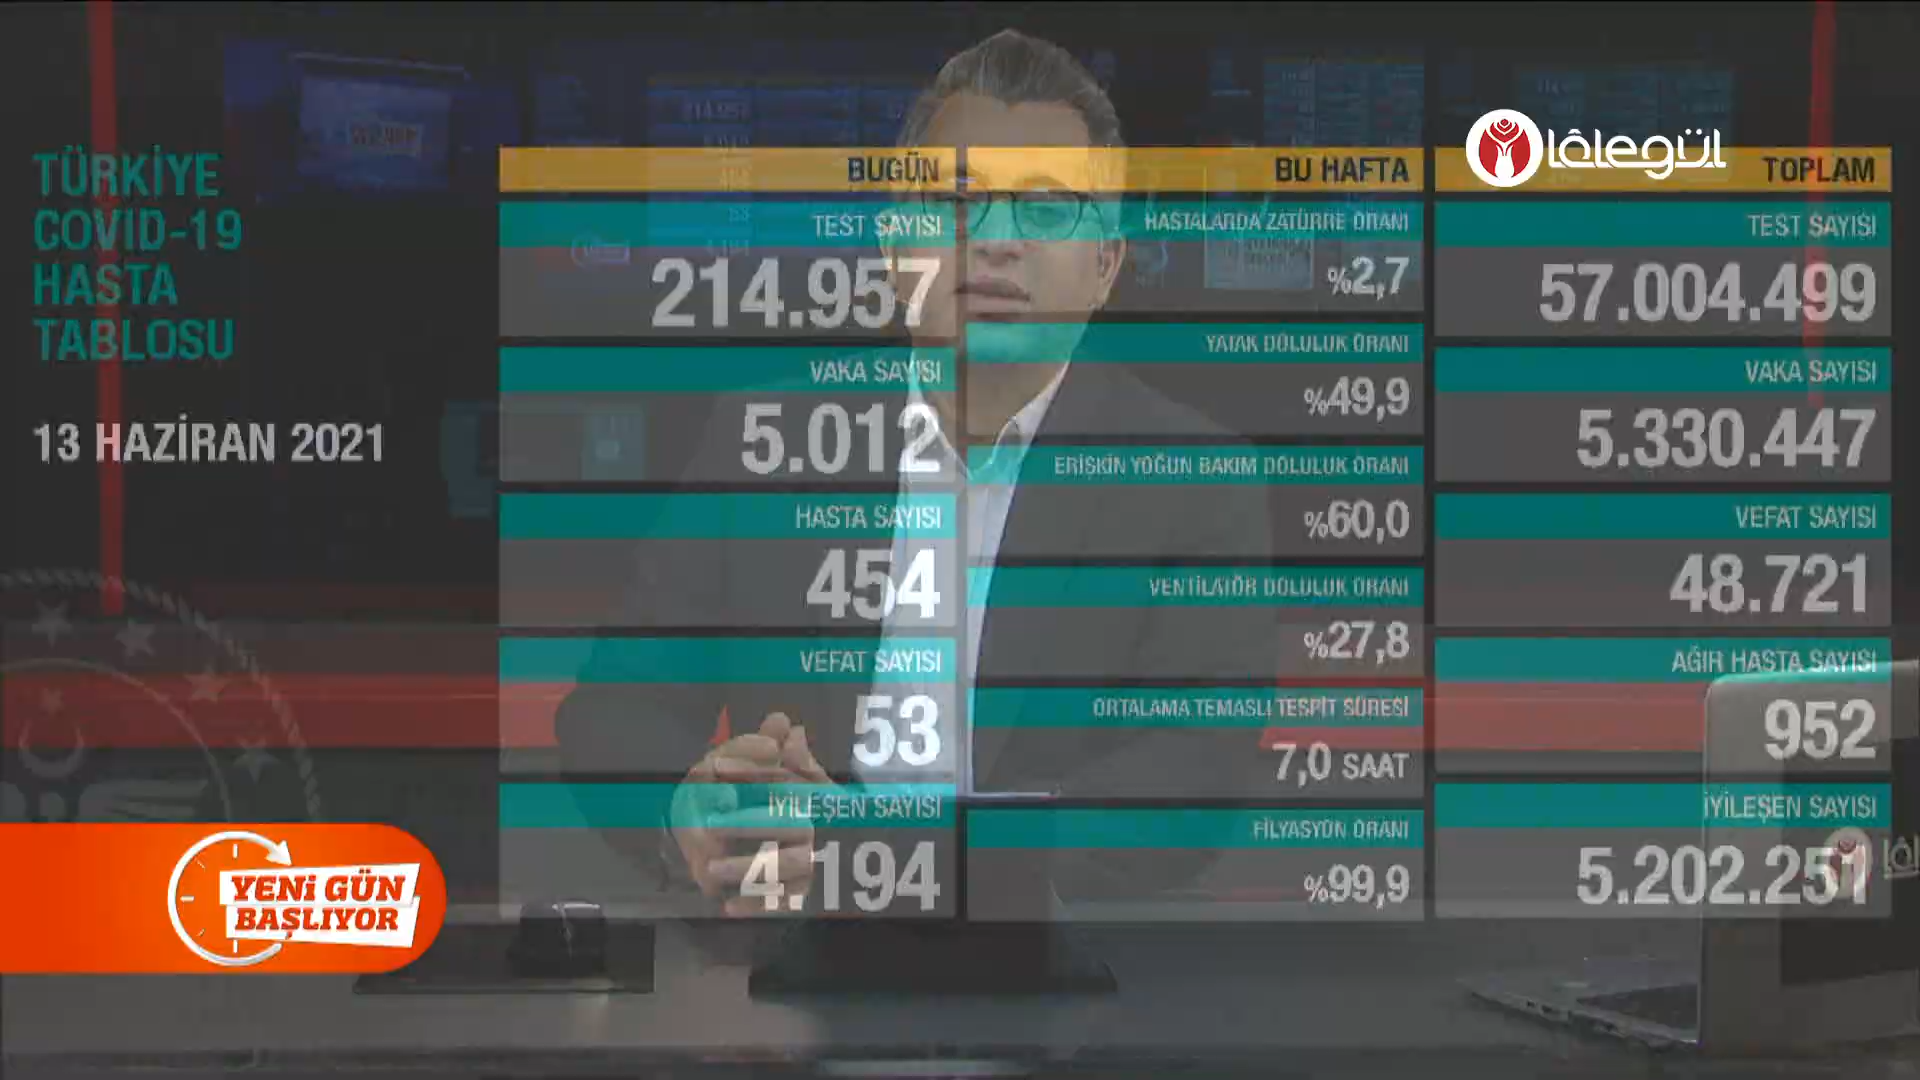 lâlegül
TÜRKİYE
COVID-19
HASTA
TABLOSU
13 HAZİRAN 2021
BUGÜN
TEST SAYISI
214.957
VAKA SAYISI
5.012
HASTA SAYISI
454
VEFAT SAYISI
53
İYİLEŞEN SAYISI
4.194
BU HAFTA
HASTALARDA ZATÜRRE ORANI
%2,7
YATAK DOLULUK ORANI
%49,9
ERİŞKİN YOĞUN BAKIM DOLULUK ORANI
%60,0
VENTİLATÖR DOLULUK ORANI
%27,8
ORTALAMA TEMASLI TESPİT SÜRESİ
7,0 SAAT
FİLYASYON ORANI
%99,9
TOPLAM
TEST SAYISI
57.004.499
VAKA SAYISI
5.330.447
VEFAT SAYISI
48.721
AĞIR HASTA SAYISI
952
İYİLEŞEN SAYISI
5.202.251
YENİ GÜN
BAŞLIYOR